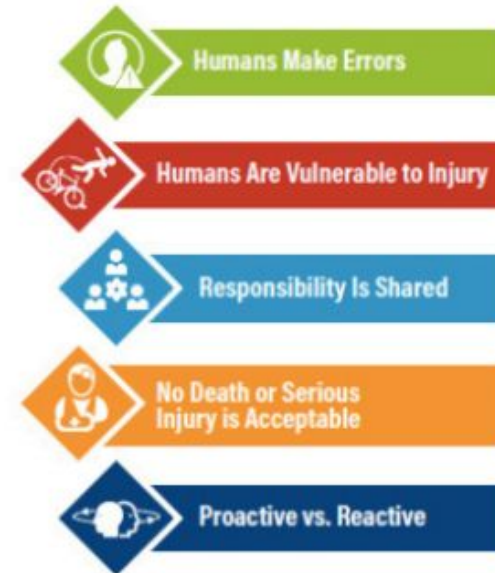 Humans Make Errors
Humans Are Vulnerable to Injury
Responsibility Is Shared
No Death or Serious
Injury is Acceptable
Proactive vs. Reactive